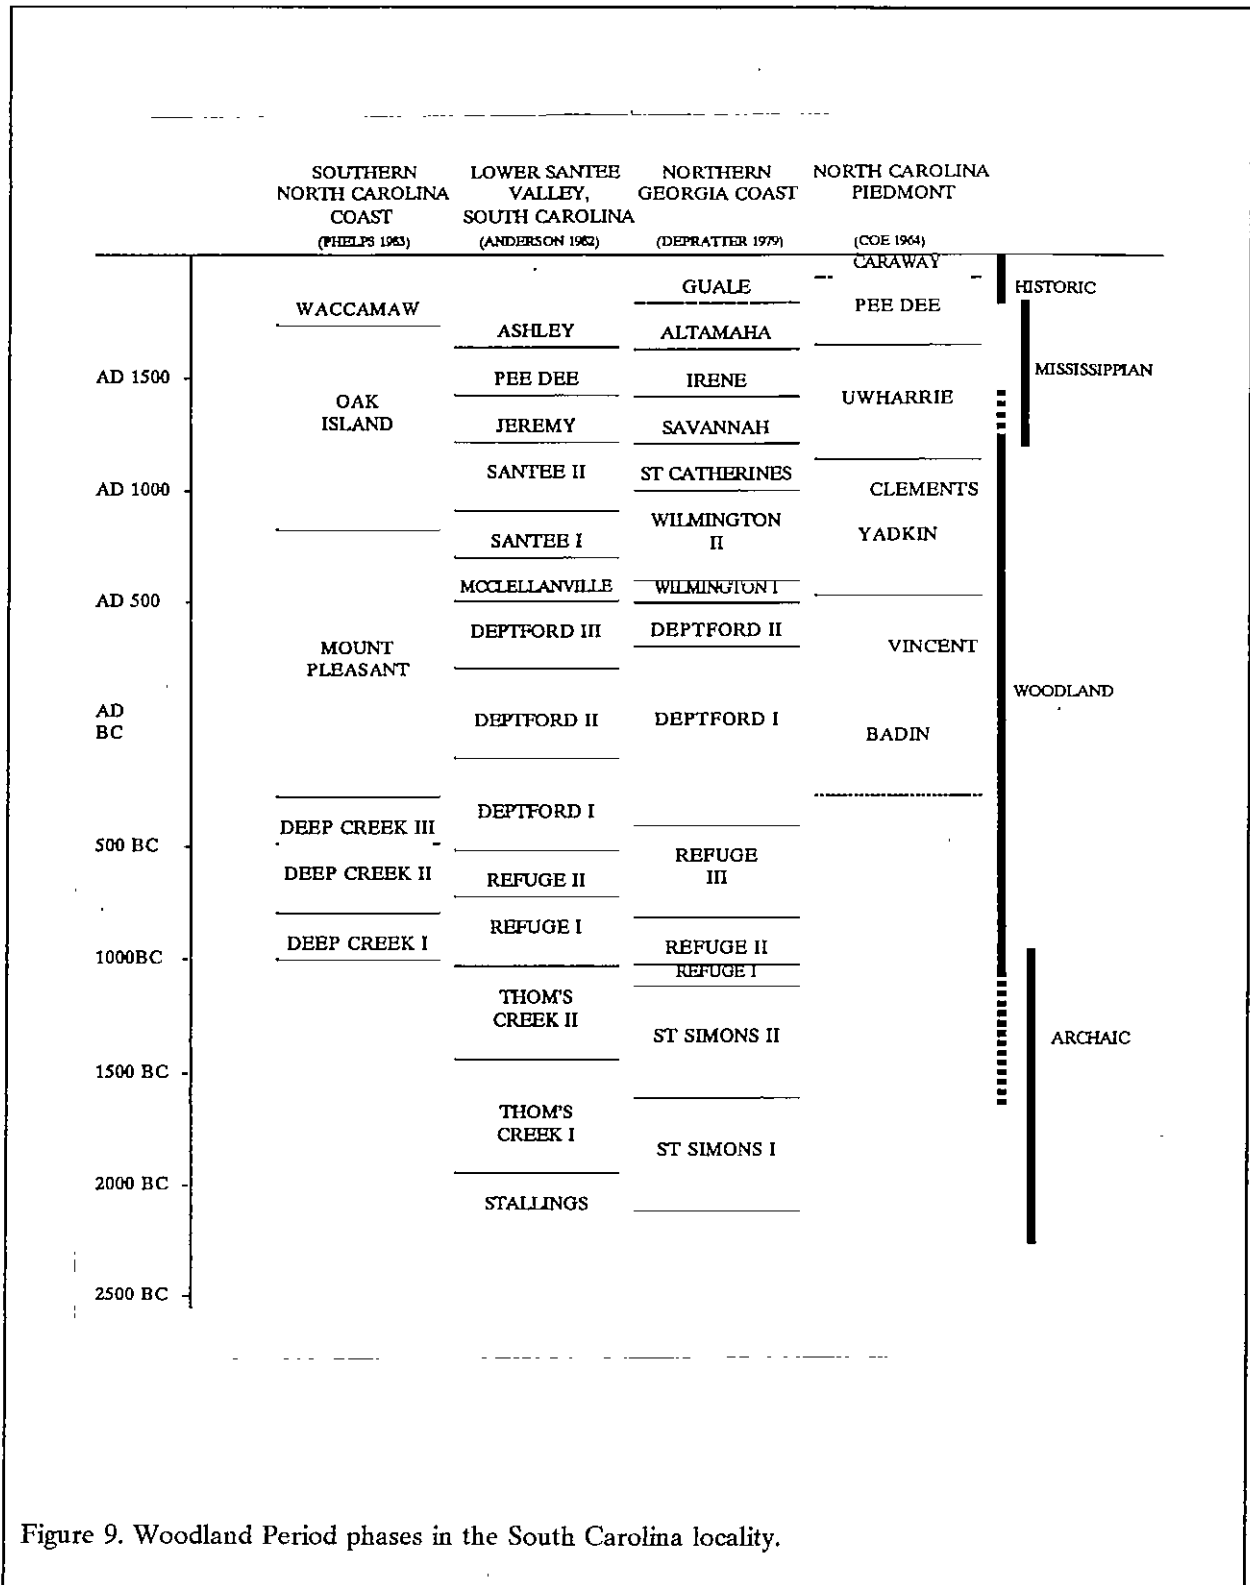 SOUTHERN
NORTH CAROLINA
COAST
(PHELPS 1983)
LOWER SANTEE
VALLEY,
SOUTH CAROLINA
(ANDERSON 1982)
NORTHERN
GEORGIA COAST
(DEPRATTER 1979)
NORTH CAROLINA
PIEDMONT
(COE 1964)
AD 1500
AD 1000
AD 500
AD
BC
500 BC
1000BC
1500 BC
2000 BC
2500 BC
WACCAMAW
OAK
ISLAND
MOUNT
PLEASANT
DEEP CREEK III
DEEP CREEK II
DEEP CREEK I
ASHLEY
PEE DEE
JEREMY
SANTEE II
SANTEE I
MCCLELLANVILLE
DEPTFORD III
DEPTFORD II
DEPTFORD I
REFUGE II
REFUGE I
THOM'S
CREEK II
THOM'S
CREEK I
STALLINGS
GUALE
ALTAMAHA
IRENE
SAVANNAH
ST CATHERINES
WILMINGTON
II
WILMINGTON I
DEPTFORD II
DEPTFORD I
REFUGE
III
REFUGE II
REFUGE I
ST SIMONS II
ST SIMONS I
CARAWAY
PEE DEE
UWHARRIE
CLEMENTS
YADKIN
VINCENT
BADIN
HISTORIC
MISSISSIPPIAN
WOODLAND
ARCHAIC
Figure 9. Woodland Period phases in the South Carolina locality.